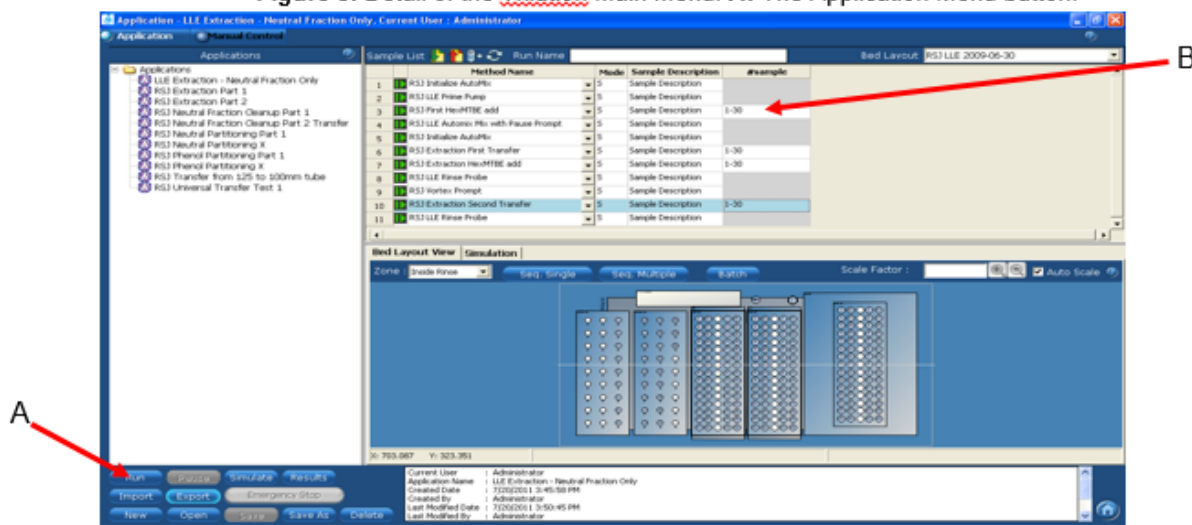 Main Menu. A. The Application Menu Button.
Application - LLE Extraction - Neutral Fraction Only, Current User : Administrator
Application Manual Control
Applications
Sample List Run Name Bed Layout RSJ LLE 2009-06-30
B
Applications
LLE Extraction - Neutral Fraction Only
RSJ Extraction Part 1
RSJ Extraction Part 2
RSJ Neutral Fraction Cleanup Part 1
RSJ Neutral Fraction Cleanup Part 2 Transfer
RSJ Neutral Partitioning Part 1
RSJ Neutral Partitioning X
RSJ Phenol Partitioning Part 1
RSJ Phenol Partitioning X
RSJ Transfer from 125 to 100mm tube
RSJ Universal Transfer Test 1
Method Name Mode Sample Description #sample
1 RSJ Initialize AutoMix S Sample Description
2 RSJ LLE Prime Pump S Sample Description
3 RSJ First HexMTBE add S Sample Description 1-30
4 RSJ LLE Automix Mix with Pause Prompt S Sample Description
5 RSJ Initialize AutoMix S Sample Description
6 RSJ Extraction First Transfer S Sample Description 1-30
7 RSJ Extraction HexMTBE add S Sample Description 1-30
8 RSJ LLE Rinse Probe S Sample Description
9 RSJ Vortex Prompt S Sample Description
10 RSJ Extraction Second Transfer S Sample Description 1-30
11 RSJ LLE Rinse Probe S Sample Description
Bed Layout View Simulation
Zone : Inside Rinse Seq. Single Seq. Multiple Batch Scale Factor : Auto Scale
A
X: 703.087 Y: 323.351
Run Pause Simulate Results
Import Export Emergency Stop
New Open Save Save As Delete
Current User : Administrator
Application Name : LLE Extraction - Neutral Fraction Only
Created Date : 7/20/2011 3:45:58 PM
Created By : Administrator
Last Modified Date : 7/20/2011 3:50:45 PM
Last Modified By : Administrator